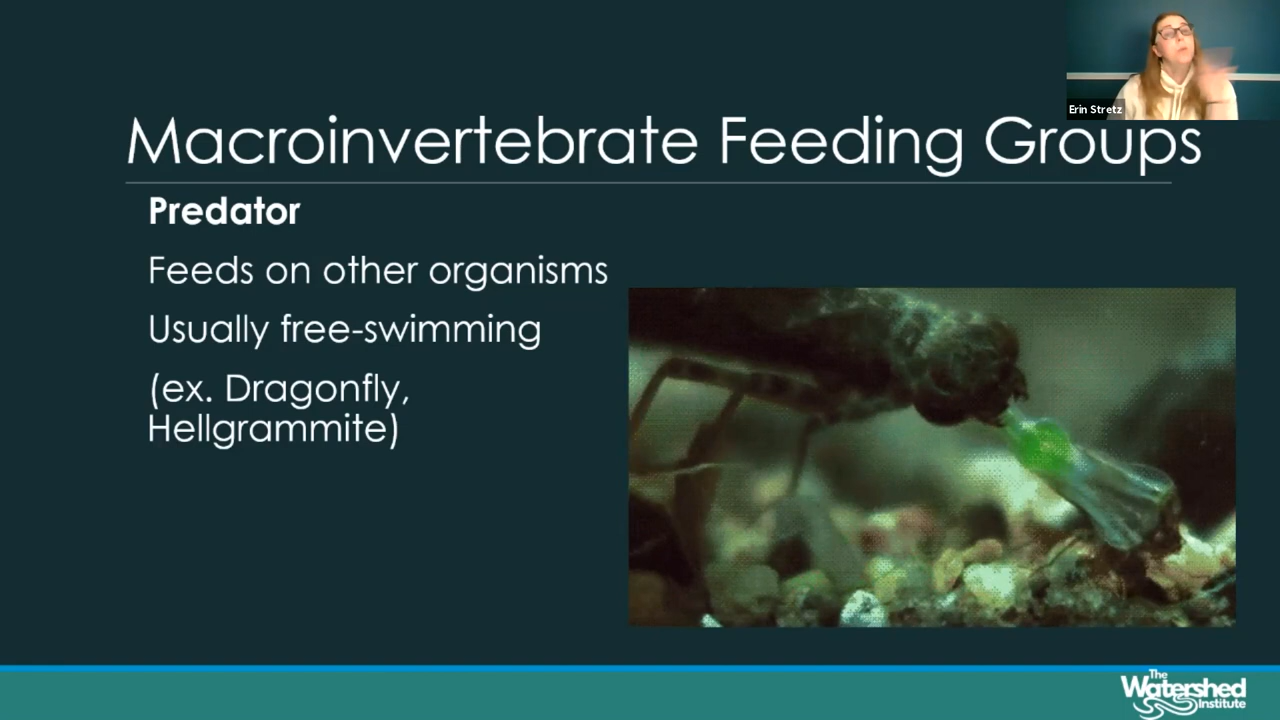 Erin Stretz
Macroinvertebrate Feeding Groups
Predator
Feeds on other organisms
Usually free-swimming
(ex. Dragonfly,
Hellgrammite)
The
Watershed
Institute